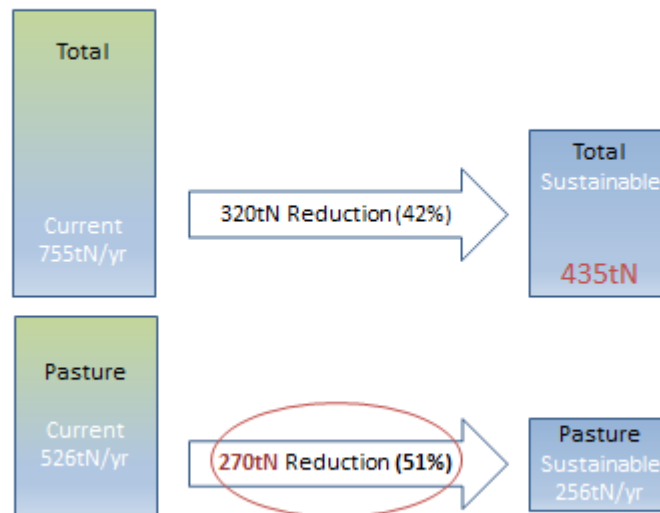 Total
Current
755tN/yr
320tN Reduction (42%)
Total
Sustainable
435tN
Pasture
Current
526tN/yr
270tN Reduction (51%)
Pasture
Sustainable
256tN/yr